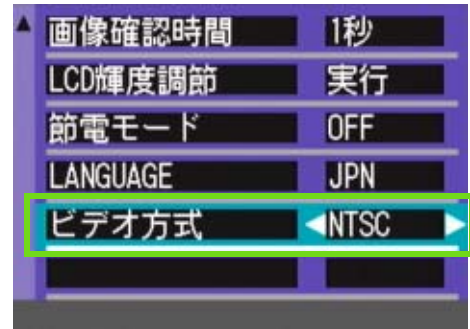 画像確認時間 1秒
LCD輝度調節 実行
節電モード OFF
LANGUAGE JPN
ビデオ方式 NTSC